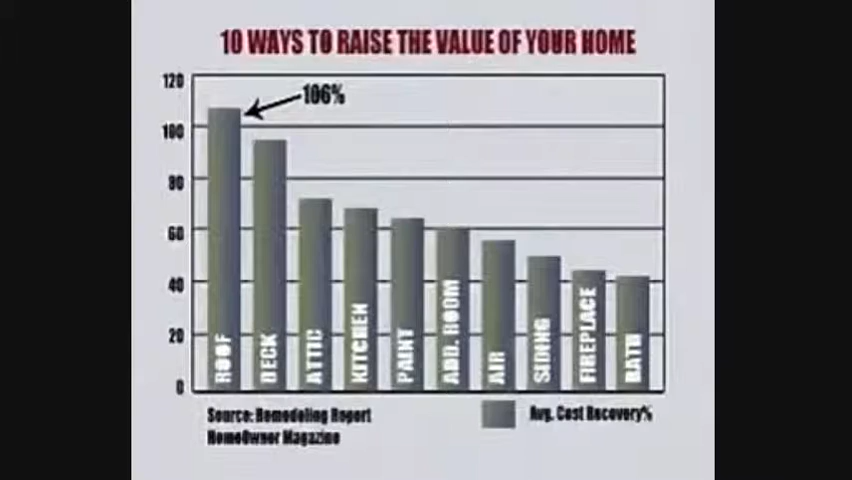 10 WAYS TO RAISE THE VALUE OF YOUR HOME
120
106%
100
80
60
40
20
0
ROOF
DECK
ATTIC
KITCHEN
PAINT
ADD. ROOM
AIR
SIDING
FIREPLACE
BATH
Source: Remodeling Report
HomeOwner Magazine
Avg. Cost Recovery%